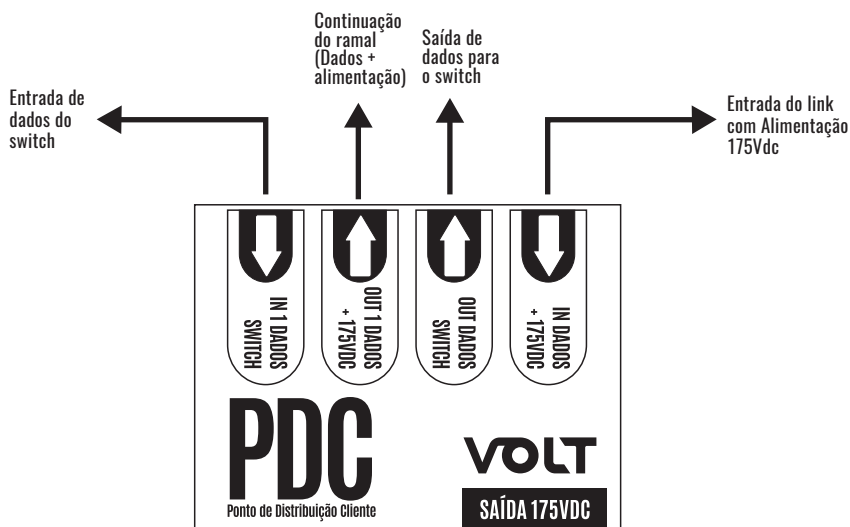 Continuação
do ramal
(Dados +
alimentação)
Saída de
dados para
o switch
Entrada de
dados do
switch
Entrada do link
com Alimentação
175Vdc
IN 1 DADOS
SWITCH
OUT 1 DADOS
+ 175VDC
OUT DADOS
SWITCH
IN DADOS
+ 175VDC
PDC
Ponto de Distribuição Cliente
VOLT
SAÍDA 175VDC